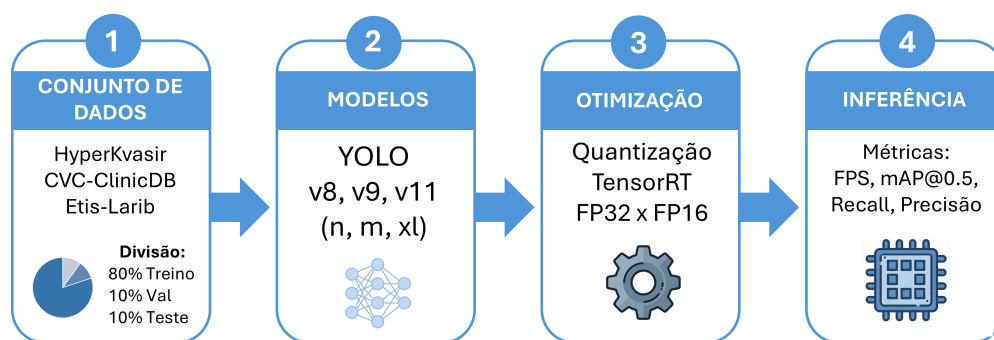 1
CONJUNTO DE
DADOS
HyperKvasir
CVC-ClinicDB
Etis-Larib
Divisão:
80% Treino
10% Val
10% Teste
2
MODELOS
YOLO
v8, v9, v11
(n, m, xl)
3
OTIMIZAÇÃO
Quantização
TensorRT
FP32 x FP16
4
INFERÊNCIA
Métricas:
FPS, mAP@0.5,
Recall, Precisão